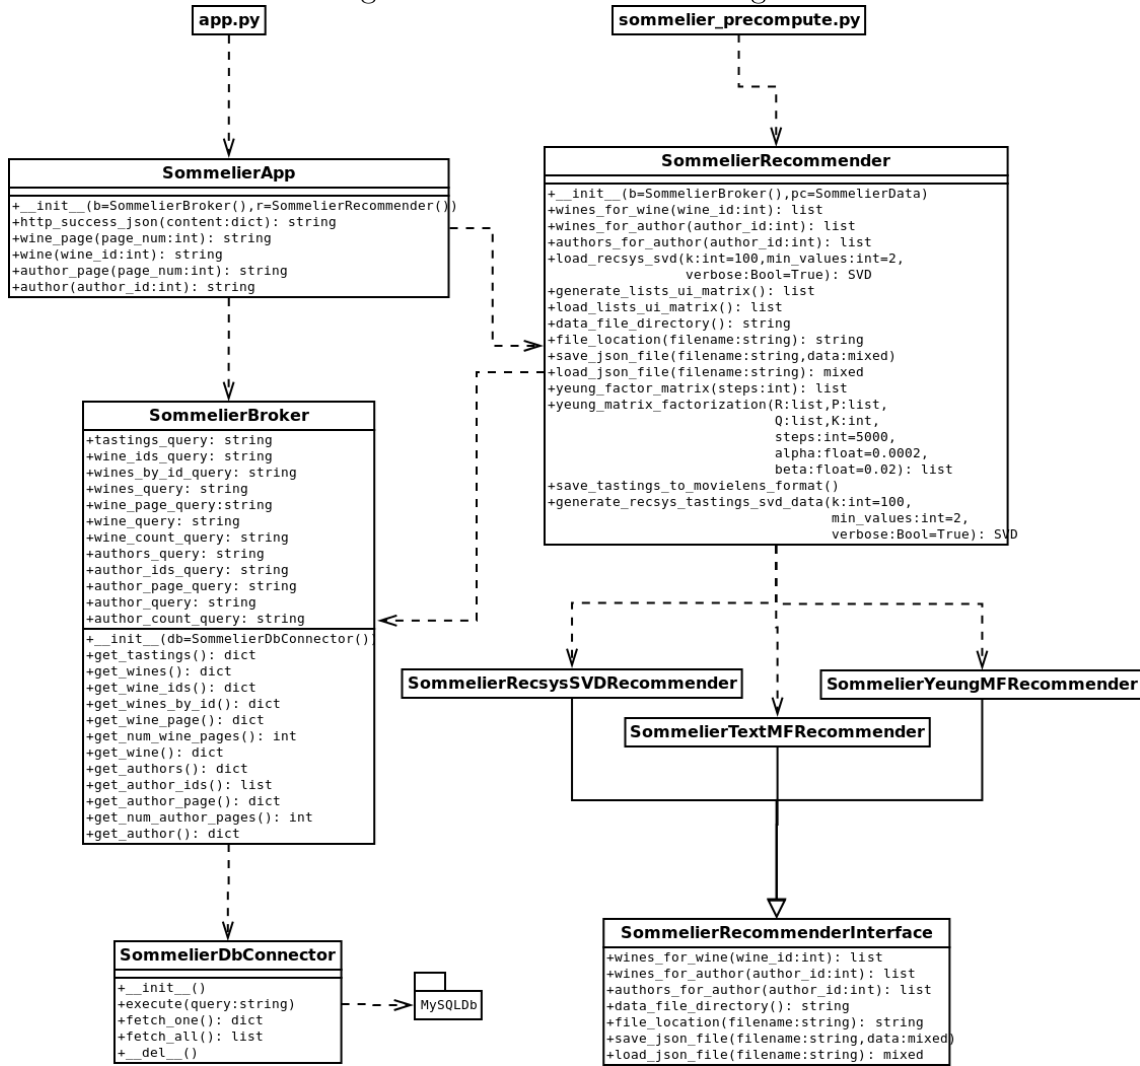 app.py
sommelier_precompute.py
SommelierApp
+__init__(b=SommelierBroker(),r=SommelierRecommender())
+http_success_json(content:dict): string
+wine_page(page_num:int): string
+wine(wine_id:int): string
+author_page(page_num:int): string
+author(author_id:int): string
SommelierRecommender
+__init__(b=SommelierBroker(),pc=SommelierData)
+wines_for_wine(wine_id:int): list
+wines_for_author(author_id:int): list
+authors_for_author(author_id:int): list
+load_recsys_svd(k:int=100,min_values:int=2,
verbose:Bool=True): SVD
+generate_lists_ui_matrix(): list
+load_lists_ui_matrix(): list
+data_file_directory(): string
+file_location(filename:string): string
+save_json_file(filename:string,data:mixed)
+load_json_file(filename:string): mixed
+yeung_factor_matrix(steps:int): list
+yeung_matrix_factorization(R:list,P:list,
Q:list,K:int,
steps:int=5000,
alpha:float=0.0002,
beta:float=0.02): list
+save_tastings_to_movielens_format()
+generate_recsys_tastings_svd_data(k:int=100,
min_values:int=2,
verbose:Bool=True): SVD
SommelierBroker
+tastings_query: string
+wine_ids_query: string
+wines_by_id_query: string
+wines_query: string
+wine_page_query:string
+wine_query: string
+wine_count_query: string
+authors_query: string
+author_ids_query: string
+author_page_query: string
+author_query: string
+author_count_query: string
+__init__(db=SommelierDbConnector())
+get_tastings(): dict
+get_wines(): dict
+get_wine_ids(): dict
+get_wines_by_id(): dict
+get_wine_page(): dict
+get_num_wine_pages(): int
+get_wine(): dict
+get_authors(): dict
+get_author_ids(): list
+get_author_page(): dict
+get_num_author_pages(): int
+get_author(): dict
SommelierRecsysSVDRecommender
SommelierYeungMFRecommender
SommelierTextMFRecommender
SommelierDbConnector
+__init__()
+execute(query:string)
+fetch_one(): dict
+fetch_all(): list
+__del__()
MySQLDb
SommelierRecommenderInterface
+wines_for_wine(wine_id:int): list
+wines_for_author(author_id:int): list
+authors_for_author(author_id:int): list
+data_file_directory(): string
+file_location(filename:string): string
+save_json_file(filename:string,data:mixed)
+load_json_file(filename:string): mixed